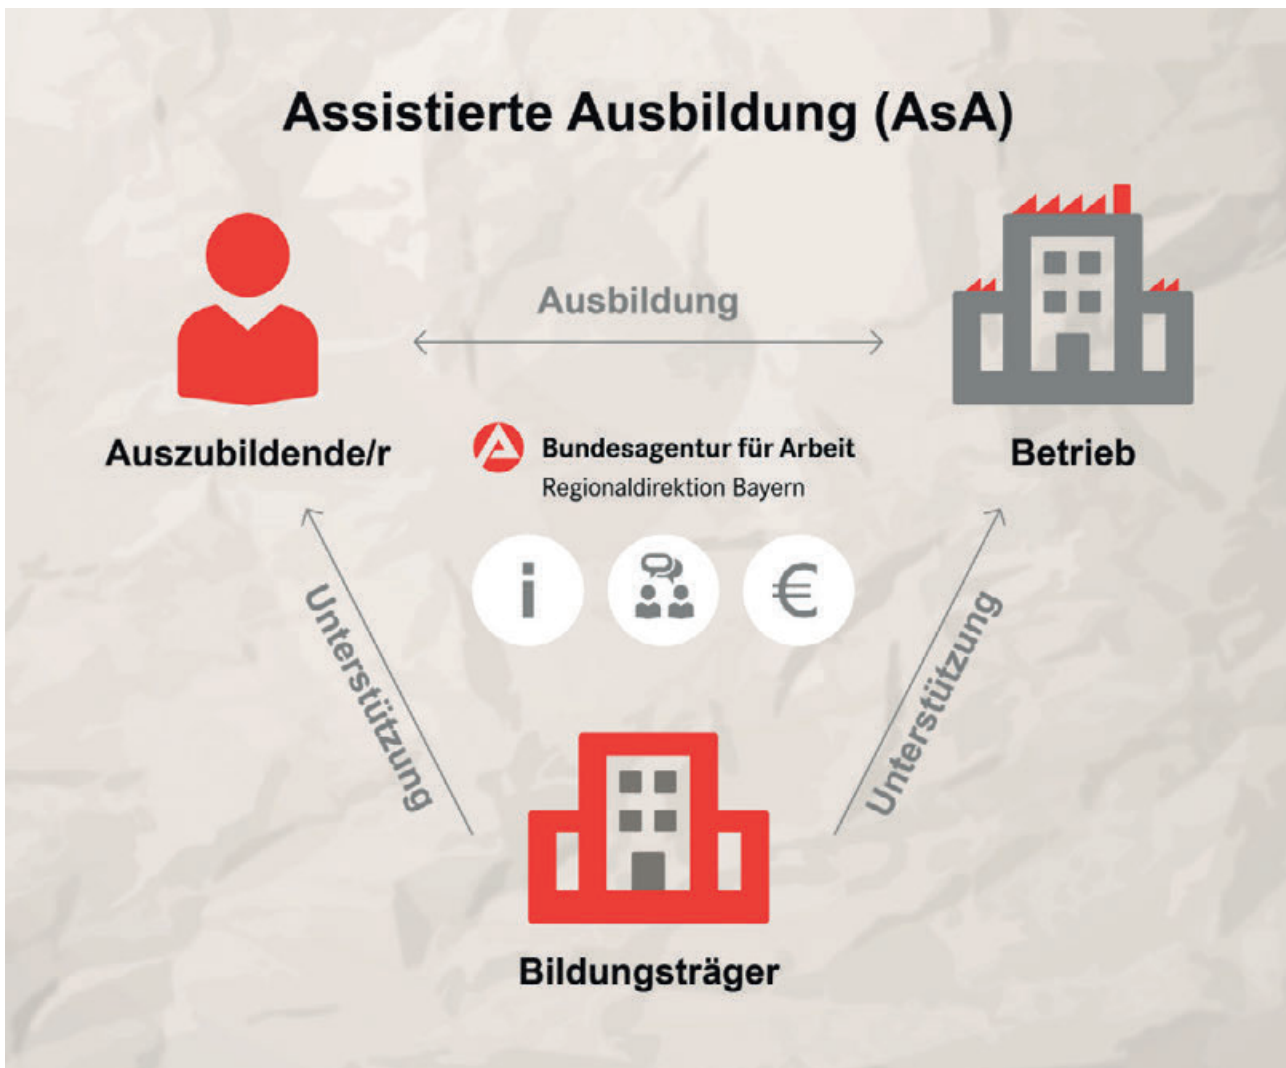 Assistierte Ausbildung (AsA)
Ausbildung
Auszubildende/r
Bundesagentur für Arbeit
Regionaldirektion Bayern
Betrieb
i
€
Unterstützung
Unterstützung
Bildungsträger